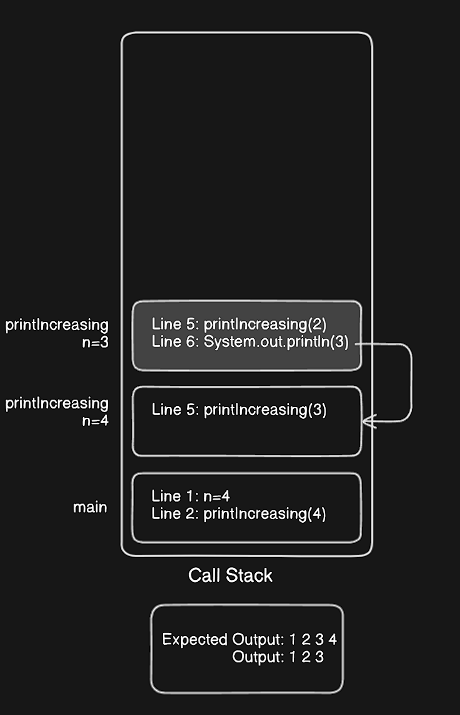 printIncreasing
n=3
Line 5: printIncreasing(2)
Line 6: System.out.println(3)
printIncreasing
n=4
Line 5: printIncreasing(3)
main
Line 1: n=4
Line 2: printIncreasing(4)
Call Stack
Expected Output: 1 2 3 4
Output: 1 2 3